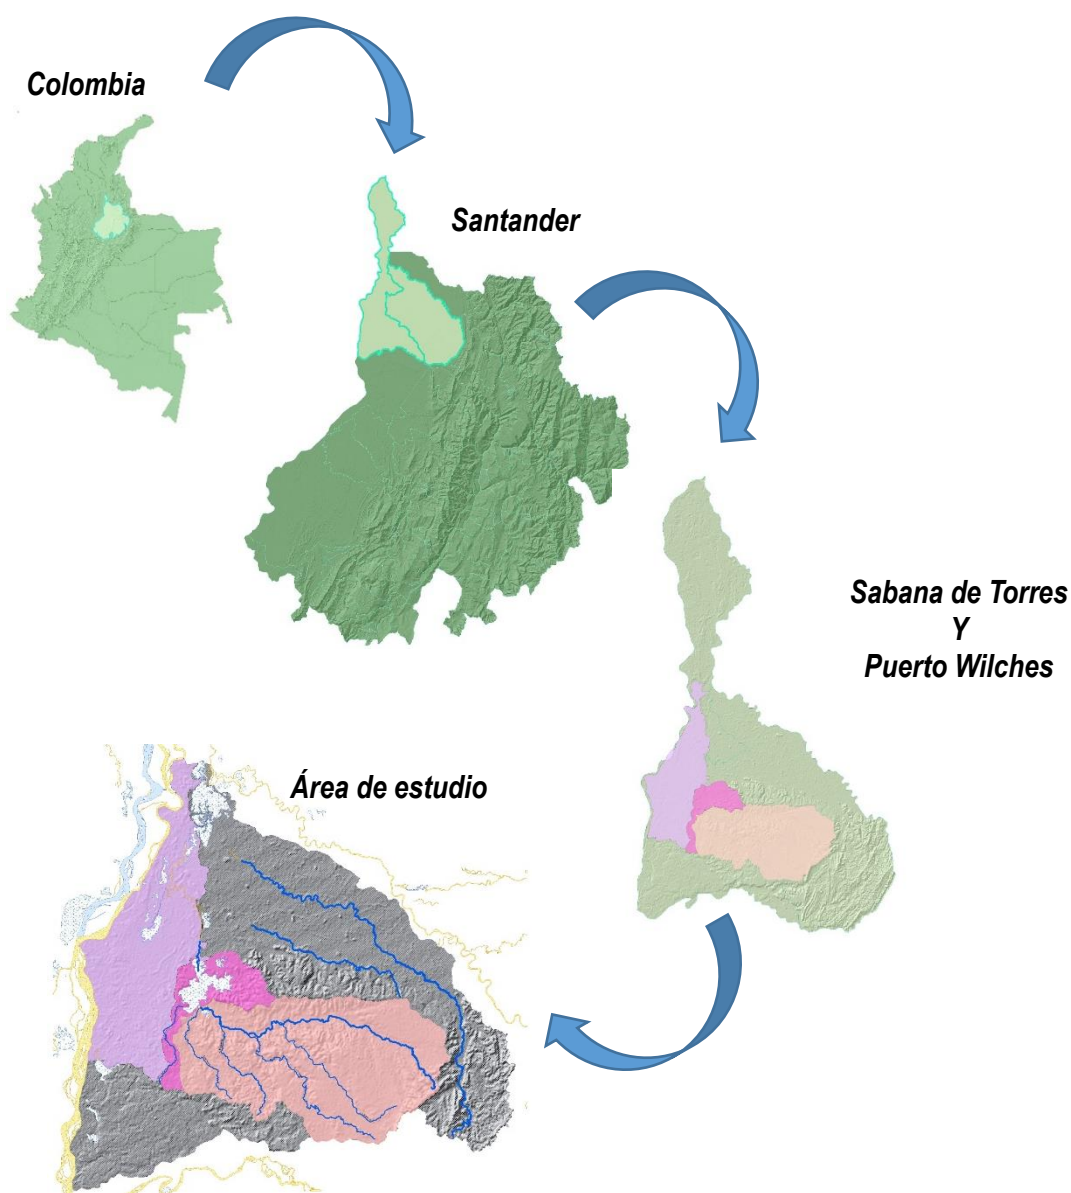 Colombia
Santander
Sabana de Torres
Y
Puerto Wilches
Área de estudio